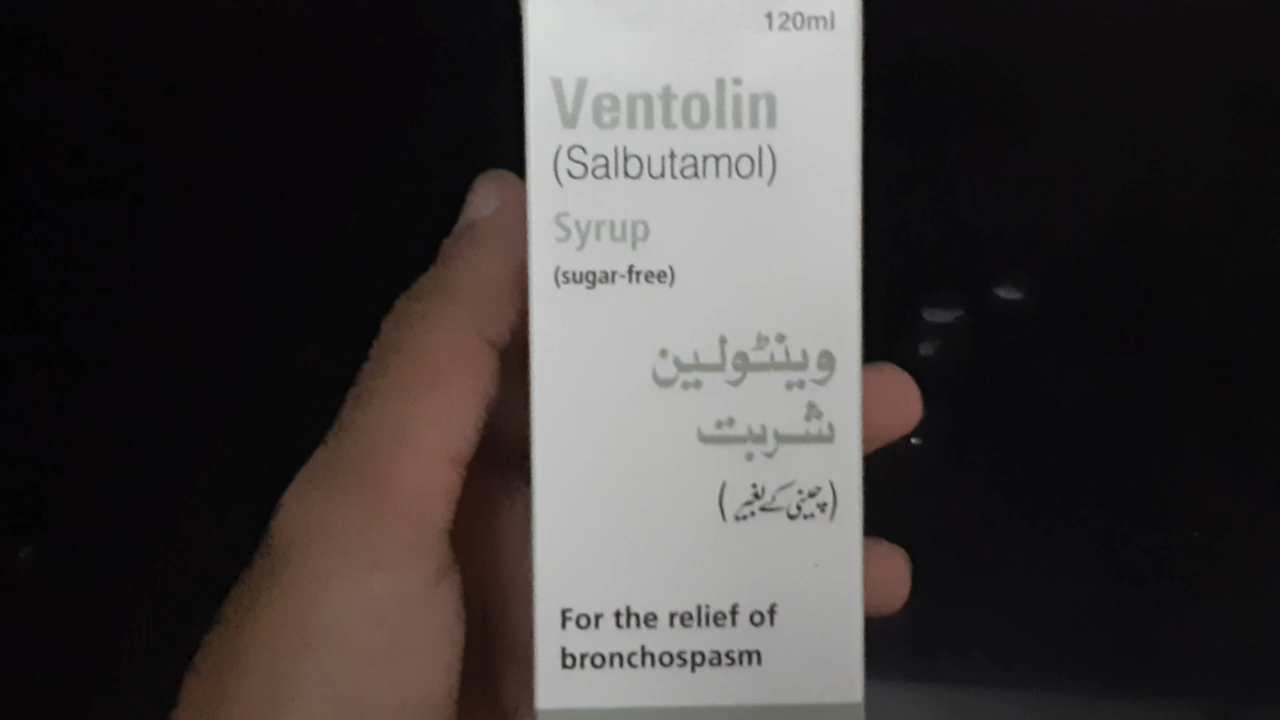 120ml
Ventolin
(Salbutamol)
Syrup
(sugar-free)
وینٹولین
شربت
(چینی کے بغیر)
For the relief of
bronchospasm